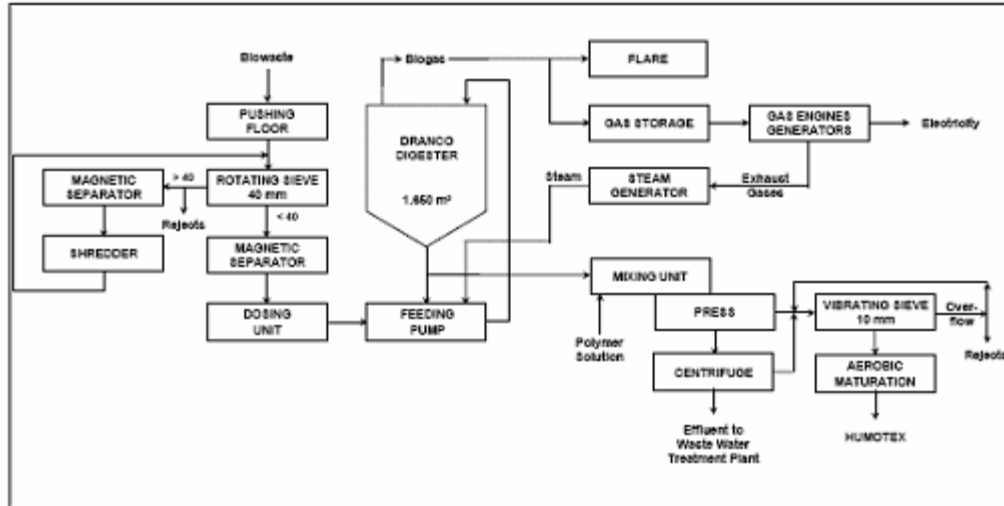 Biowaste
PUSHING
FLOOR
MAGNETIC
SEPARATOR
> 40
ROTATING SIEVE
40 mm
Rejects
< 40
SHREDDER
MAGNETIC
SEPARATOR
DOSING
UNIT
FEEDING
PUMP
Biogas
DRANCO
DIGESTER
1.650 m³
FLARE
GAS STORAGE
GAS ENGINES
GENERATORS
Electricity
Steam
STEAM
GENERATOR
Exhaust
Gases
MIXING UNIT
PRESS
Polymer
Solution
CENTRIFUGE
Effluent to
Waste Water
Treatment Plant
VIBRATING SIEVE
10 mm
Over-
flow
Rejects
AEROBIC
MATURATION
HUMOTEX